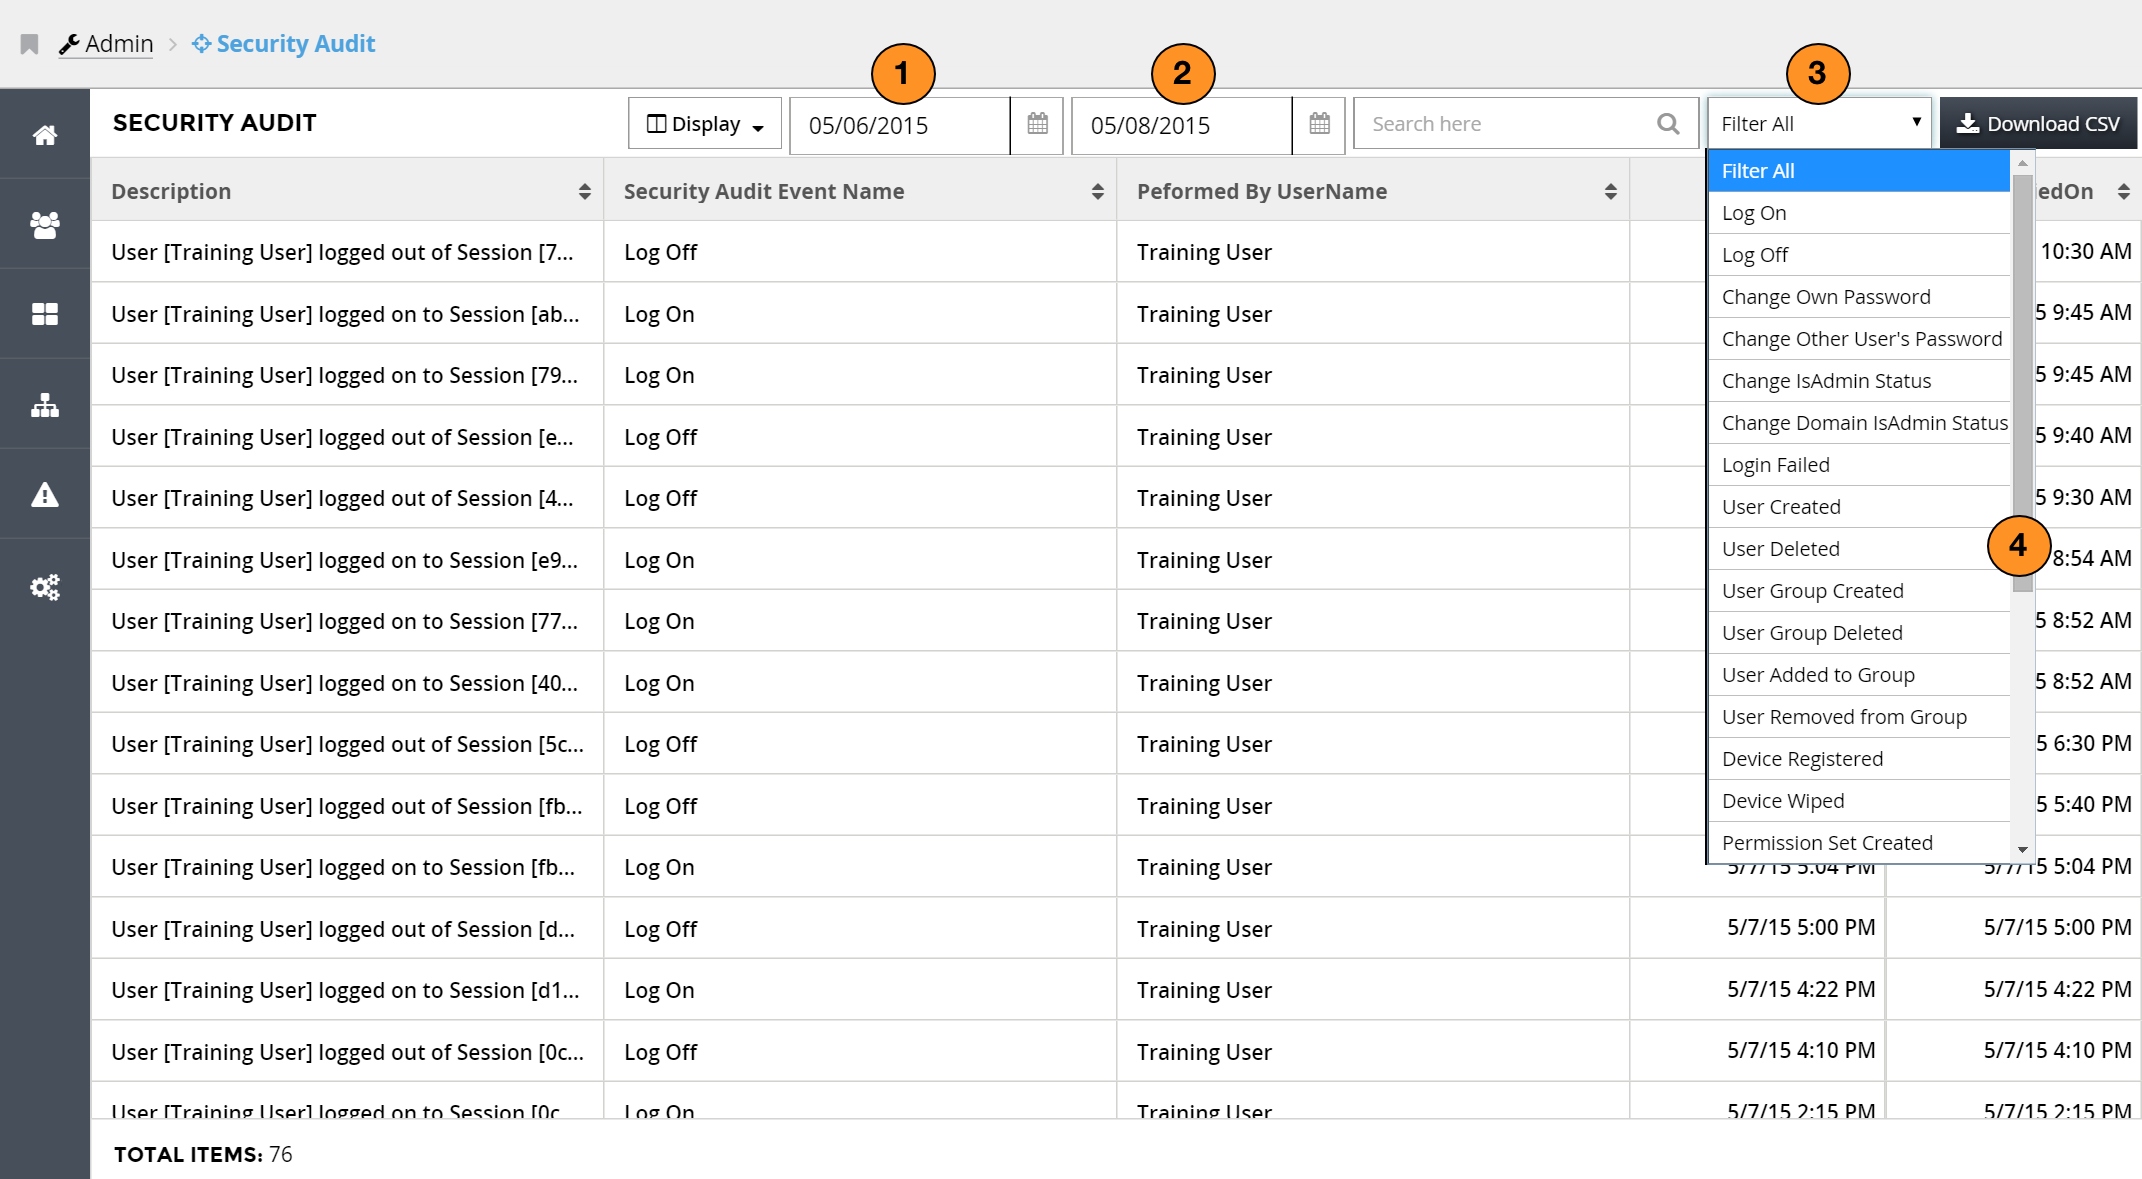 Admin > Security Audit
1 2 3
SECURITY AUDIT Display 05/06/2015 05/08/2015 Search here Filter All Download CSV
Description Security Audit Event Name Peformed By UserName edOn
Filter All
Log On
Log Off
Change Own Password
Change Other User's Password
Change IsAdmin Status
Change Domain IsAdmin Status
Login Failed
User Created
User Deleted
User Group Created
User Group Deleted
User Added to Group
User Removed from Group
Device Registered
Device Wiped
Permission Set Created
4
User [Training User] logged out of Session [7... Log Off Training User 10:30 AM
User [Training User] logged on to Session [ab... Log On Training User 5 9:45 AM
User [Training User] logged on to Session [79... Log On Training User 5 9:45 AM
User [Training User] logged out of Session [e... Log Off Training User 5 9:40 AM
User [Training User] logged out of Session [4... Log Off Training User 5 9:30 AM
User [Training User] logged on to Session [e9... Log On Training User 8:54 AM
User [Training User] logged on to Session [77... Log On Training User 5 8:52 AM
User [Training User] logged on to Session [40... Log On Training User 5 8:52 AM
User [Training User] logged out of Session [5c... Log Off Training User 5 6:30 PM
User [Training User] logged out of Session [fb... Log Off Training User 5 5:40 PM
User [Training User] logged on to Session [fb... Log On Training User 5/7/15 5:04 PM 5/7/15 5:04 PM
User [Training User] logged out of Session [d... Log Off Training User 5/7/15 5:00 PM 5/7/15 5:00 PM
User [Training User] logged on to Session [d1... Log On Training User 5/7/15 4:22 PM 5/7/15 4:22 PM
User [Training User] logged out of Session [0c... Log Off Training User 5/7/15 4:10 PM 5/7/15 4:10 PM
User [Training User] logged on to Session [0c Log On Training User 5/7/15 2:15 PM 5/7/15 2:15 PM
TOTAL ITEMS: 76